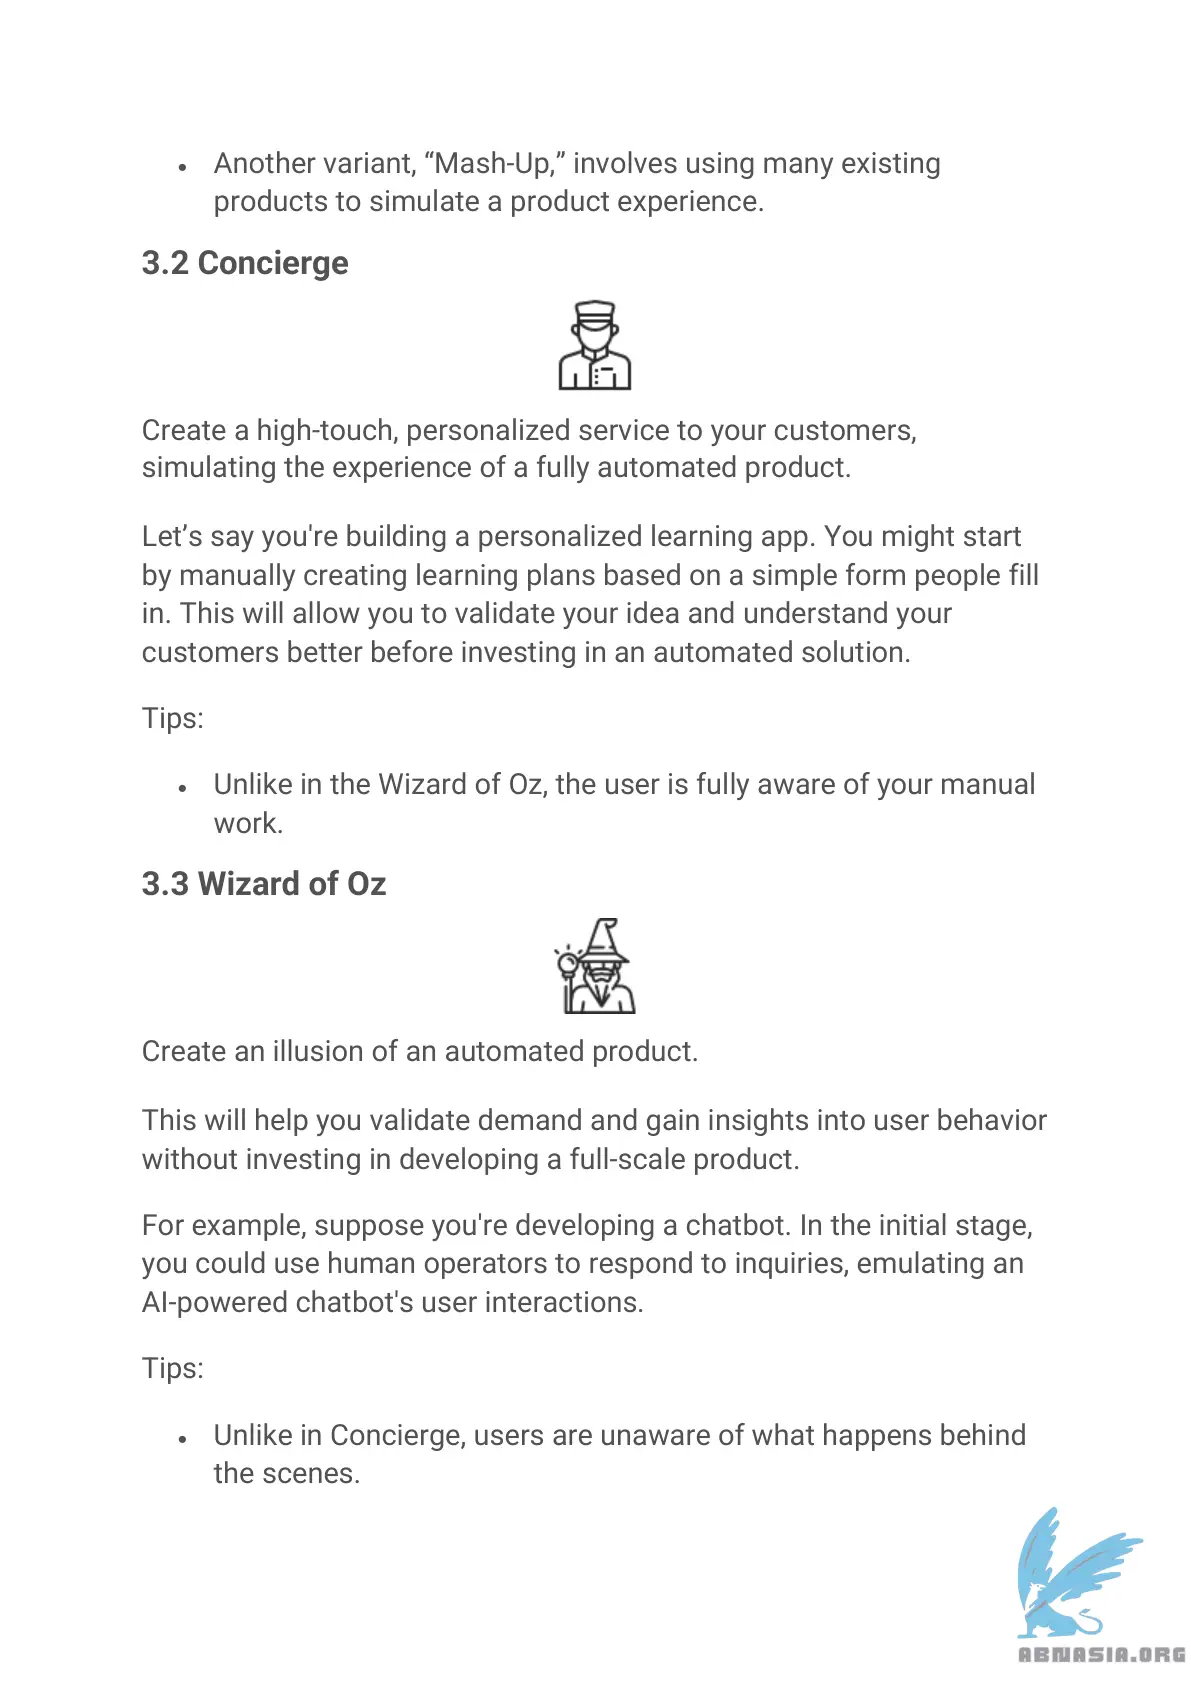 • Another variant, “Mash-Up,” involves using many existing
products to simulate a product experience.
3.2 Concierge
Create a high-touch, personalized service to your customers,
simulating the experience of a fully automated product.
Let’s say you're building a personalized learning app. You might start
by manually creating learning plans based on a simple form people fill
in. This will allow you to validate your idea and understand your
customers better before investing in an automated solution.
Tips:
• Unlike in the Wizard of Oz, the user is fully aware of your manual
work.
3.3 Wizard of Oz
Create an illusion of an automated product.
This will help you validate demand and gain insights into user behavior
without investing in developing a full-scale product.
For example, suppose you're developing a chatbot. In the initial stage,
you could use human operators to respond to inquiries, emulating an
AI-powered chatbot's user interactions.
Tips:
• Unlike in Concierge, users are unaware of what happens behind
the scenes.
ABNASIA.ORG